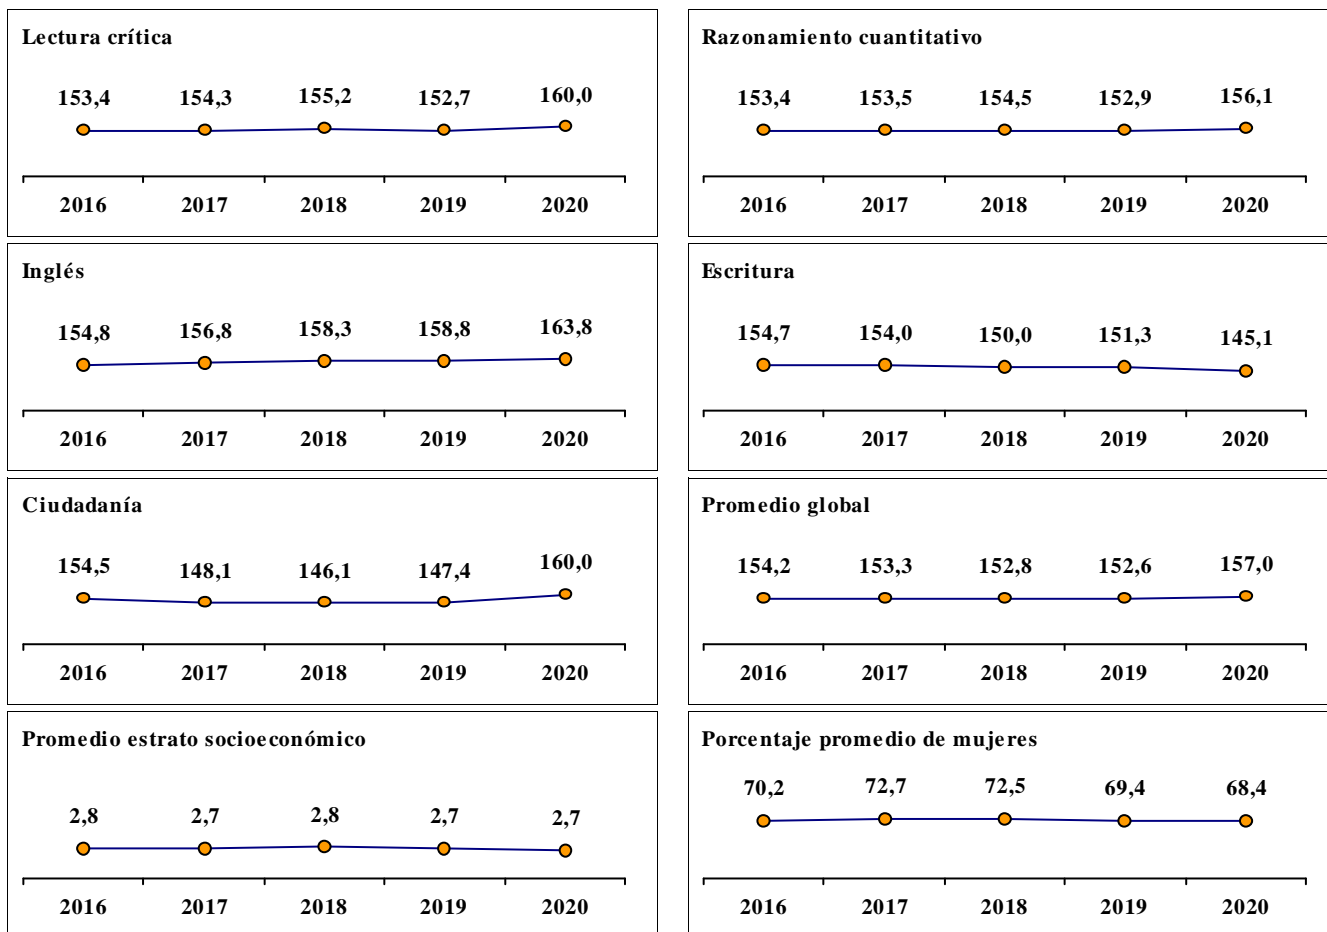 Lectura crítica
153,4 154,3 155,2 152,7 160,0
2016 2017 2018 2019 2020
Razonamiento cuantitativo
153,4 153,5 154,5 152,9 156,1
2016 2017 2018 2019 2020
Inglés
154,8 156,8 158,3 158,8 163,8
2016 2017 2018 2019 2020
Escritura
154,7 154,0 150,0 151,3 145,1
2016 2017 2018 2019 2020
Ciudadanía
154,5 148,1 146,1 147,4 160,0
2016 2017 2018 2019 2020
Promedio global
154,2 153,3 152,8 152,6 157,0
2016 2017 2018 2019 2020
Promedio estrato socioeconómico
2,8 2,7 2,8 2,7 2,7
2016 2017 2018 2019 2020
Porcentaje promedio de mujeres
70,2 72,7 72,5 69,4 68,4
2016 2017 2018 2019 2020